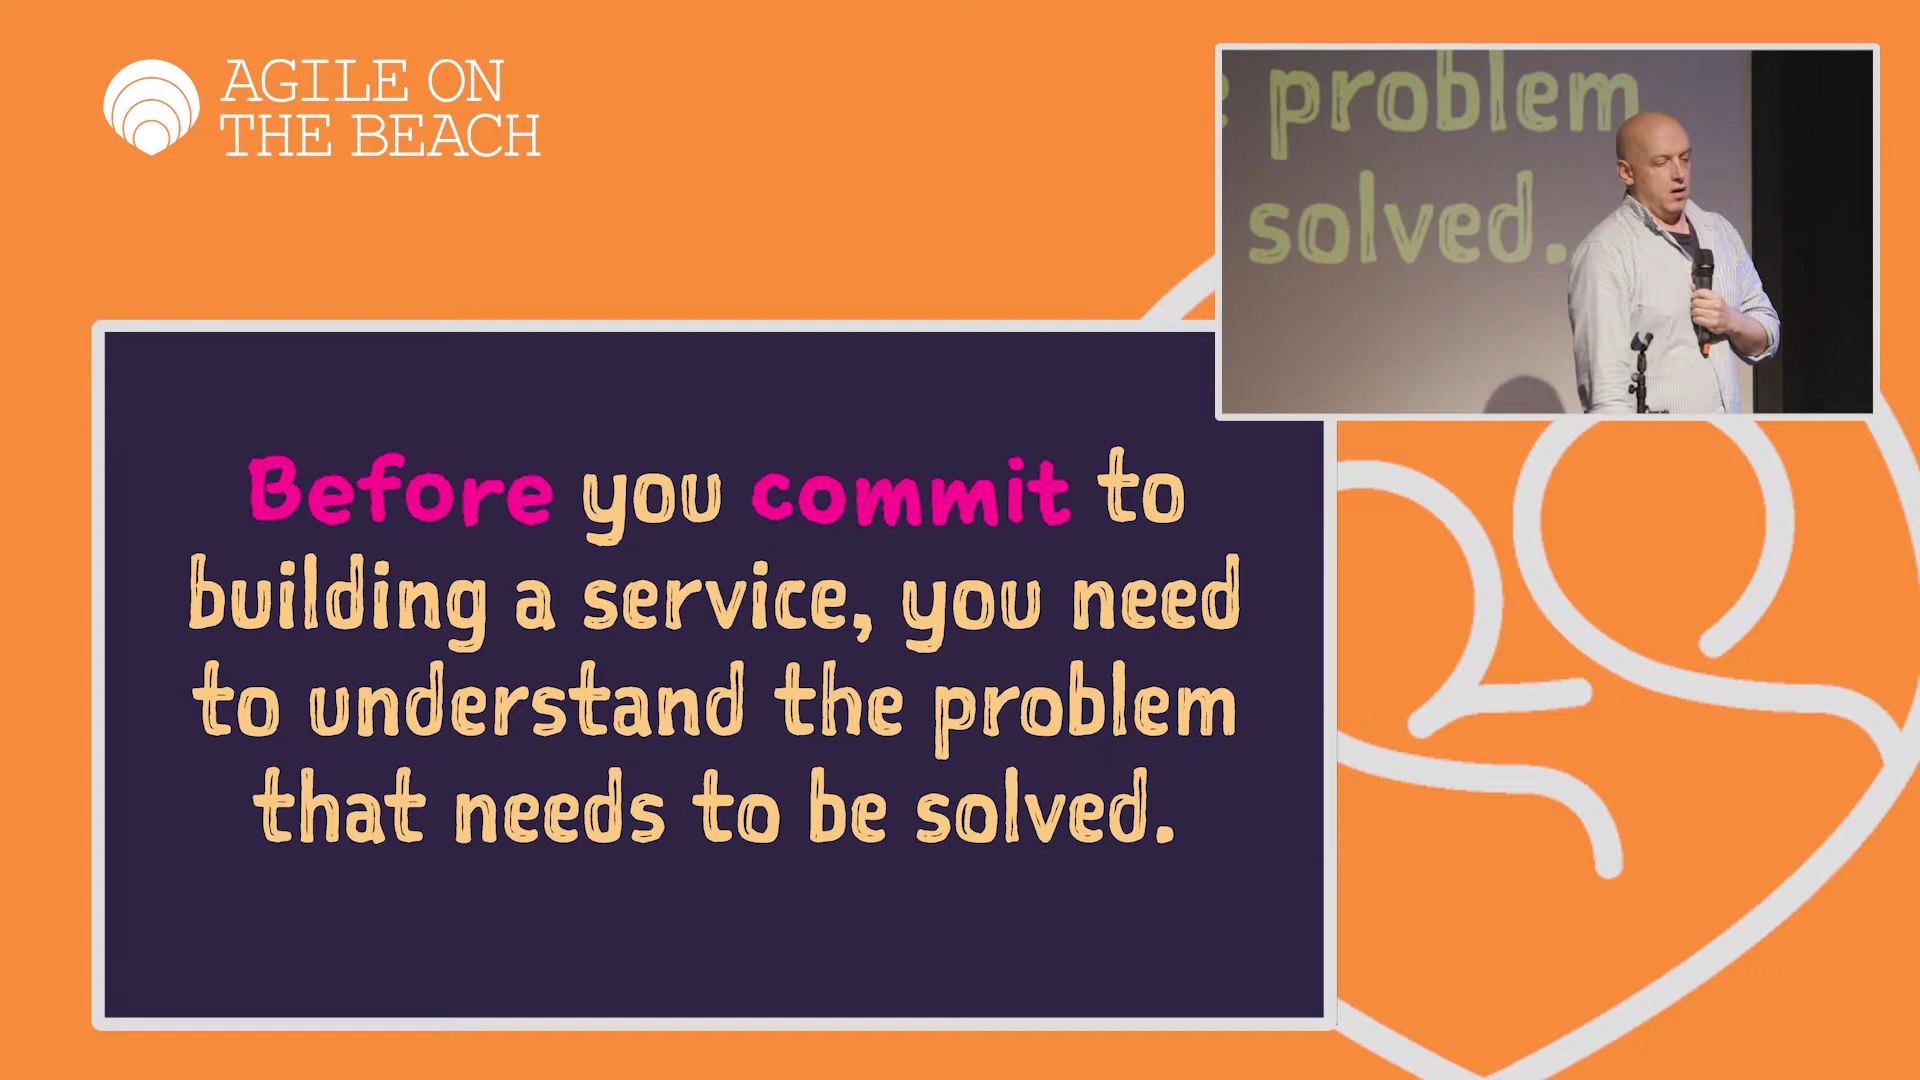 AGILE ON
THE BEACH
problem
solved.
Before you commit to
building a service, you need
to understand the problem
that needs to be solved.